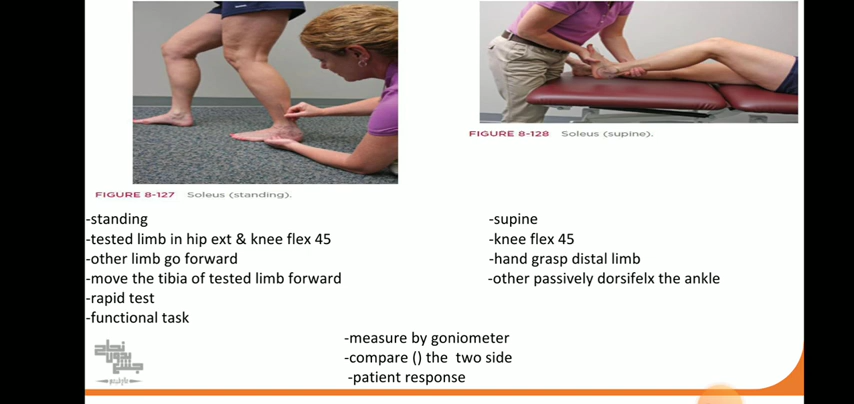 FIGURE 8-127 Soleus (standing).
-standing
-tested limb in hip ext & knee flex 45
-other limb go forward
-move the tibia of tested limb forward
-rapid test
-functional task
FIGURE 8-128 Soleus (supine).
-supine
-knee flex 45
-hand grasp distal limb
-other passively dorsifelx the ankle
-measure by goniometer
-compare () the two side
-patient response